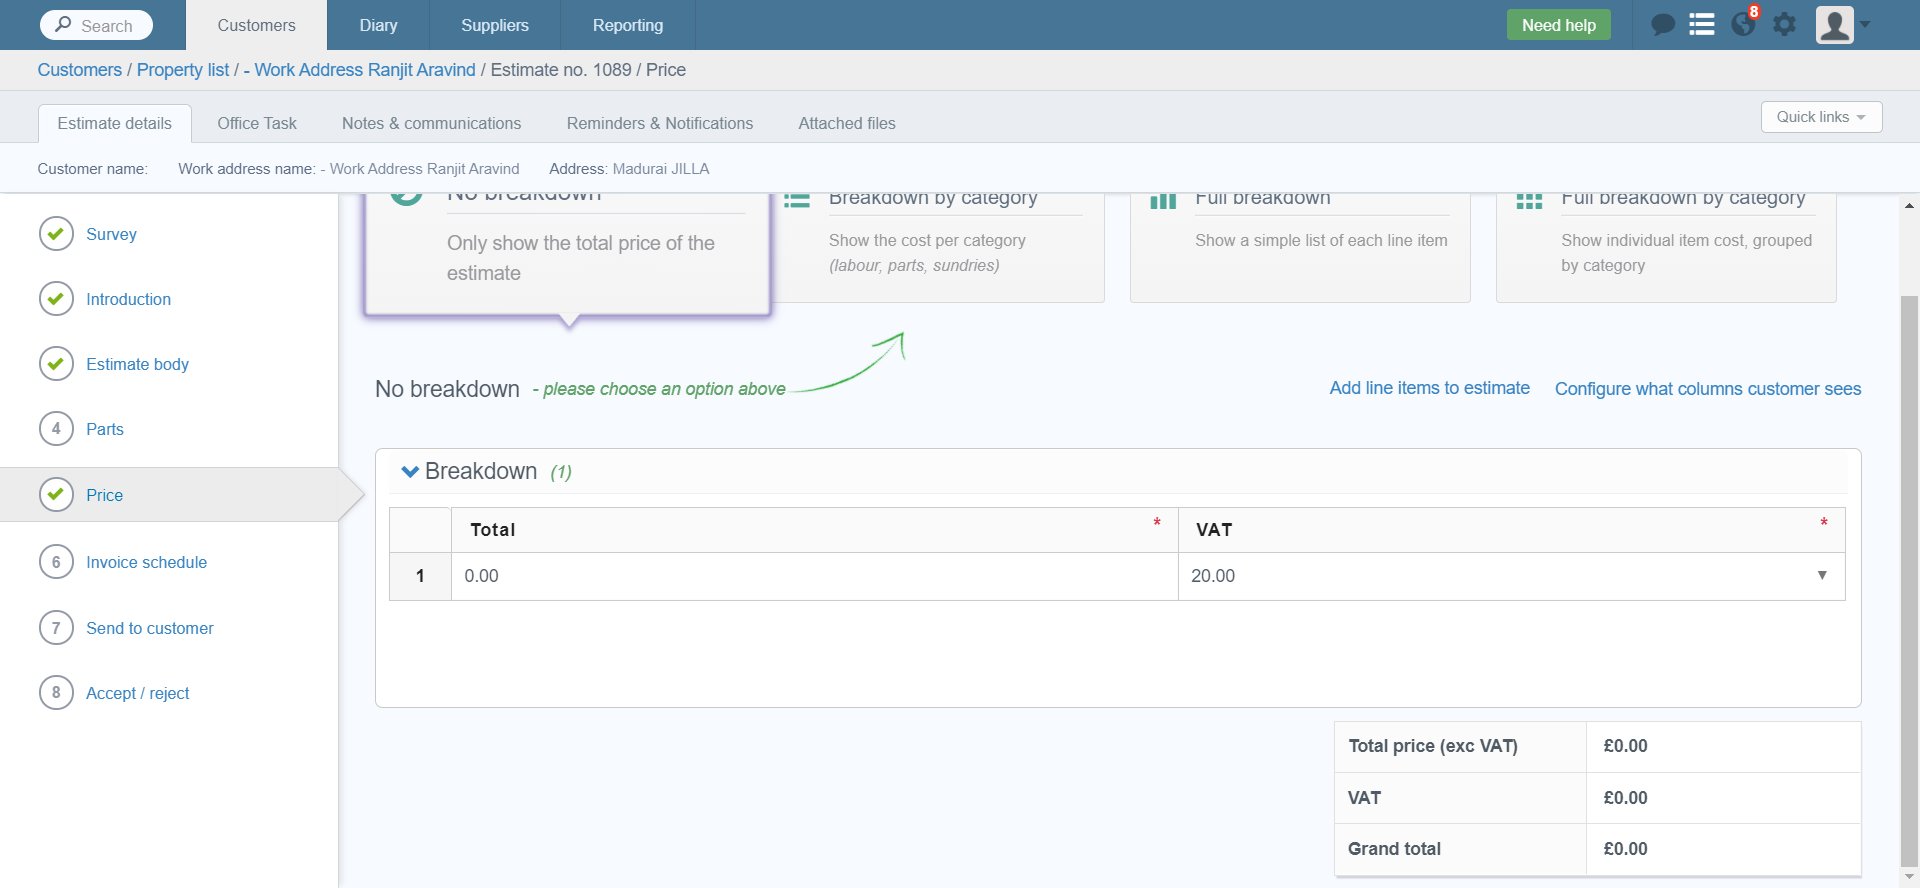 Search
Customers
Diary
Suppliers
Reporting
Need help
8
Customers / Property list / - Work Address Ranjit Aravind / Estimate no. 1089 / Price
Estimate details
Office Task
Notes & communications
Reminders & Notifications
Attached files
Quick links
Customer name:
Work address name: - Work Address Ranjit Aravind
Address: Madurai JILLA
Survey
Introduction
Estimate body
4 Parts
Price
6 Invoice schedule
7 Send to customer
8 Accept / reject
No breakdown
Only show the total price of the
estimate
Breakdown by category
Show the cost per category
(labour, parts, sundries)
Full breakdown
Show a simple list of each line item
Full breakdown by category
Show individual item cost, grouped
by category
No breakdown - please choose an option above
Add line items to estimate
Configure what columns customer sees
Breakdown (1)
Total * VAT *
1 0.00 20.00
Total price (exc VAT) £0.00
VAT £0.00
Grand total £0.00